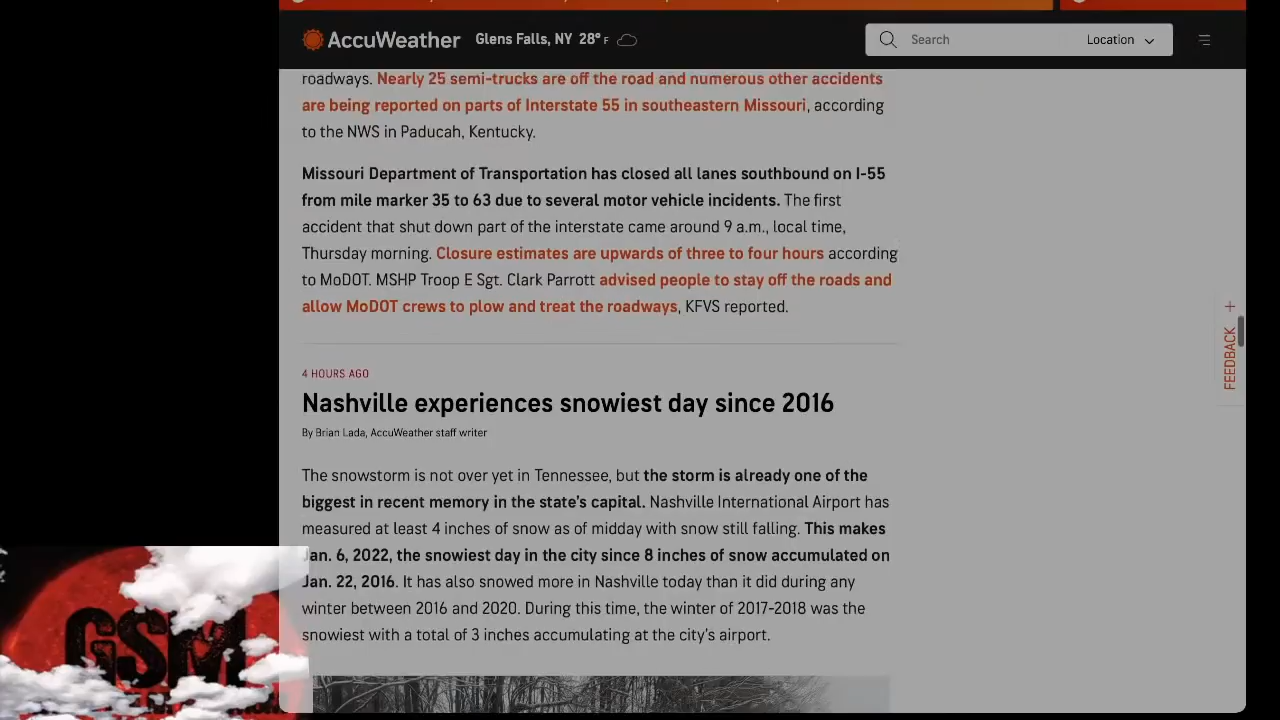 AccuWeather Glens Falls, NY 28° F Search Location
roadways. Nearly 25 semi-trucks are off the road and numerous other accidents
are being reported on parts of Interstate 55 in southeastern Missouri, according
to the NWS in Paducah, Kentucky.
Missouri Department of Transportation has closed all lanes southbound on I-55
from mile marker 35 to 63 due to several motor vehicle incidents. The first
accident that shut down part of the interstate came around 9 a.m., local time,
Thursday morning. Closure estimates are upwards of three to four hours according
to MoDOT. MSHP Troop E Sgt. Clark Parrott advised people to stay off the roads and
allow MoDOT crews to plow and treat the roadways, KFVS reported.
FEEDBACK +
4 HOURS AGO
Nashville experiences snowiest day since 2016
By Brian Lada, AccuWeather staff writer
The snowstorm is not over yet in Tennessee, but the storm is already one of the
biggest in recent memory in the state's capital. Nashville International Airport has
measured at least 4 inches of snow as of midday with snow still falling. This makes
Jan. 6, 2022, the snowiest day in the city since 8 inches of snow accumulated on
Jan. 22, 2016. It has also snowed more in Nashville today than it did during any
winter between 2016 and 2020. During this time, the winter of 2017-2018 was the
snowiest with a total of 3 inches accumulating at the city's airport.
GSM